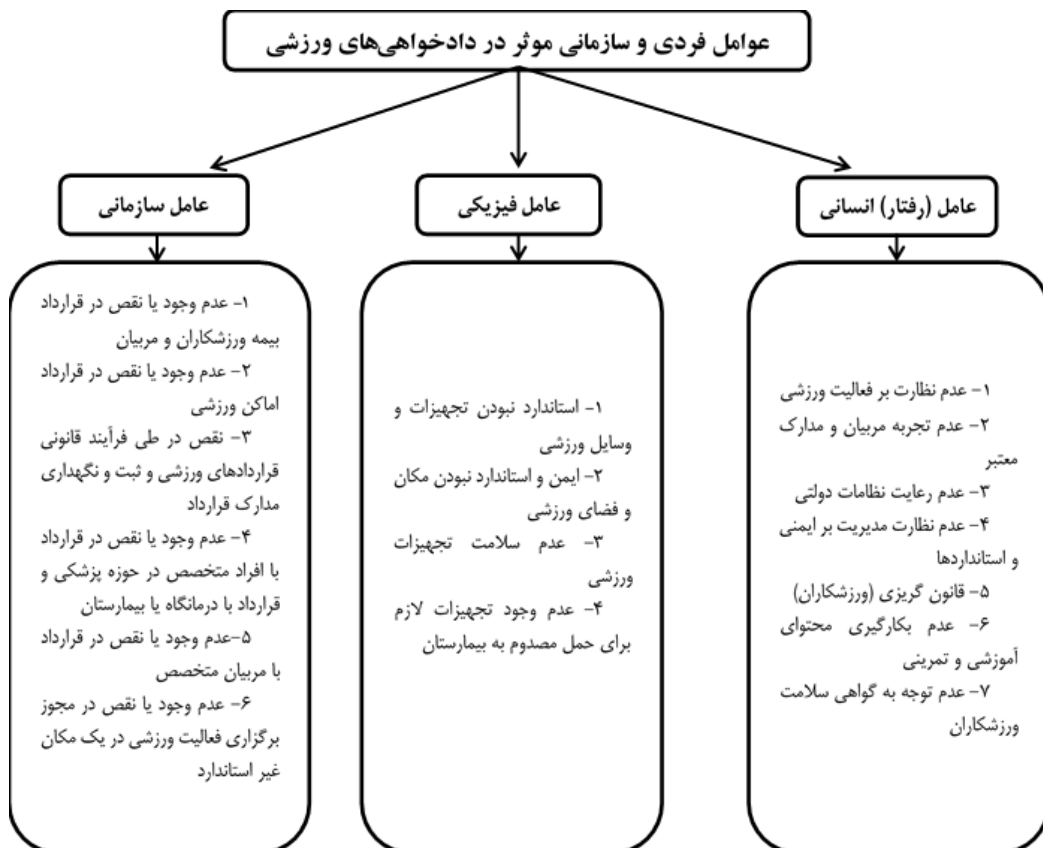 عوامل فردی و سازمانی موثر در دادخواهی‌های ورزشی
عامل (رفتار) انسانی
۱- عدم نظارت بر فعالیت ورزشی
۲- عدم تجربه مربیان و مدارک
معتبر
۳- عدم رعایت نظامات دولتی
۴- عدم نظارت مدیریت بر ایمنی
و استانداردها
۵- قانون گریزی (ورزشکاران)
۶- عدم بکارگیری محتوای
آموزشی و تمرینی
۷- عدم توجه به گواهی سلامت
ورزشکاران
عامل فیزیکی
۱- استاندارد نبودن تجهیزات و
وسایل ورزشی
۲- ایمن و استاندارد نبودن مکان
و فضای ورزشی
۳- عدم سلامت تجهیزات
ورزشی
۴- عدم وجود تجهیزات لازم
برای حمل مصدوم به بیمارستان
عامل سازمانی
۱- عدم وجود یا نقص در قرارداد
بیمه ورزشکاران و مربیان
۲- عدم وجود یا نقص در قرارداد
اماکن ورزشی
۳- نقص در طی فرآیند قانونی
قراردادهای ورزشی و ثبت و نگهداری
مدارک قرارداد
۴- عدم وجود یا نقص در قرارداد
با افراد متخصص در حوزه پزشکی و
قرارداد با درمانگاه یا بیمارستان
۵-عدم وجود یا نقص در قرارداد
با مربیان متخصص
۶- عدم وجود یا نقص در مجوز
برگزاری فعالیت ورزشی در یک مکان
غیر استاندارد